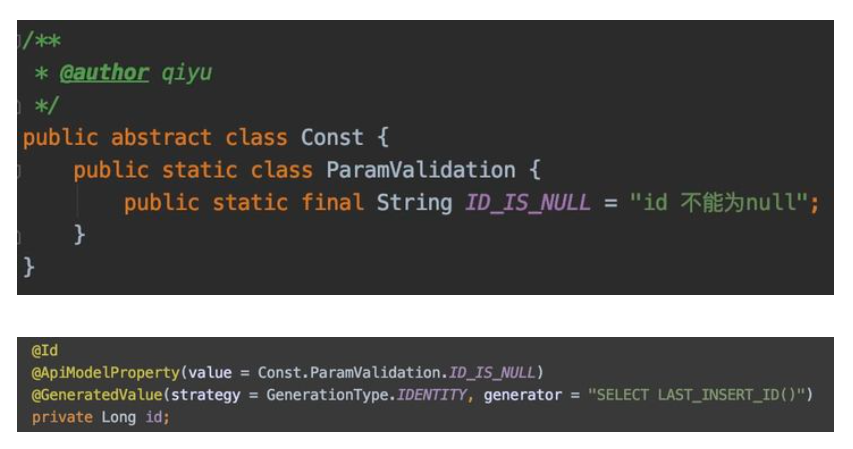 /**
 * @author qiyu
 */
public abstract class Const {
    public static class ParamValidation {
        public static final String ID_IS_NULL = "id 不能为null";
    }
}
@Id
@ApiModelProperty(value = Const.ParamValidation.ID_IS_NULL)
@GeneratedValue(strategy = GenerationType.IDENTITY, generator = "SELECT LAST_INSERT_ID()")
private Long id;